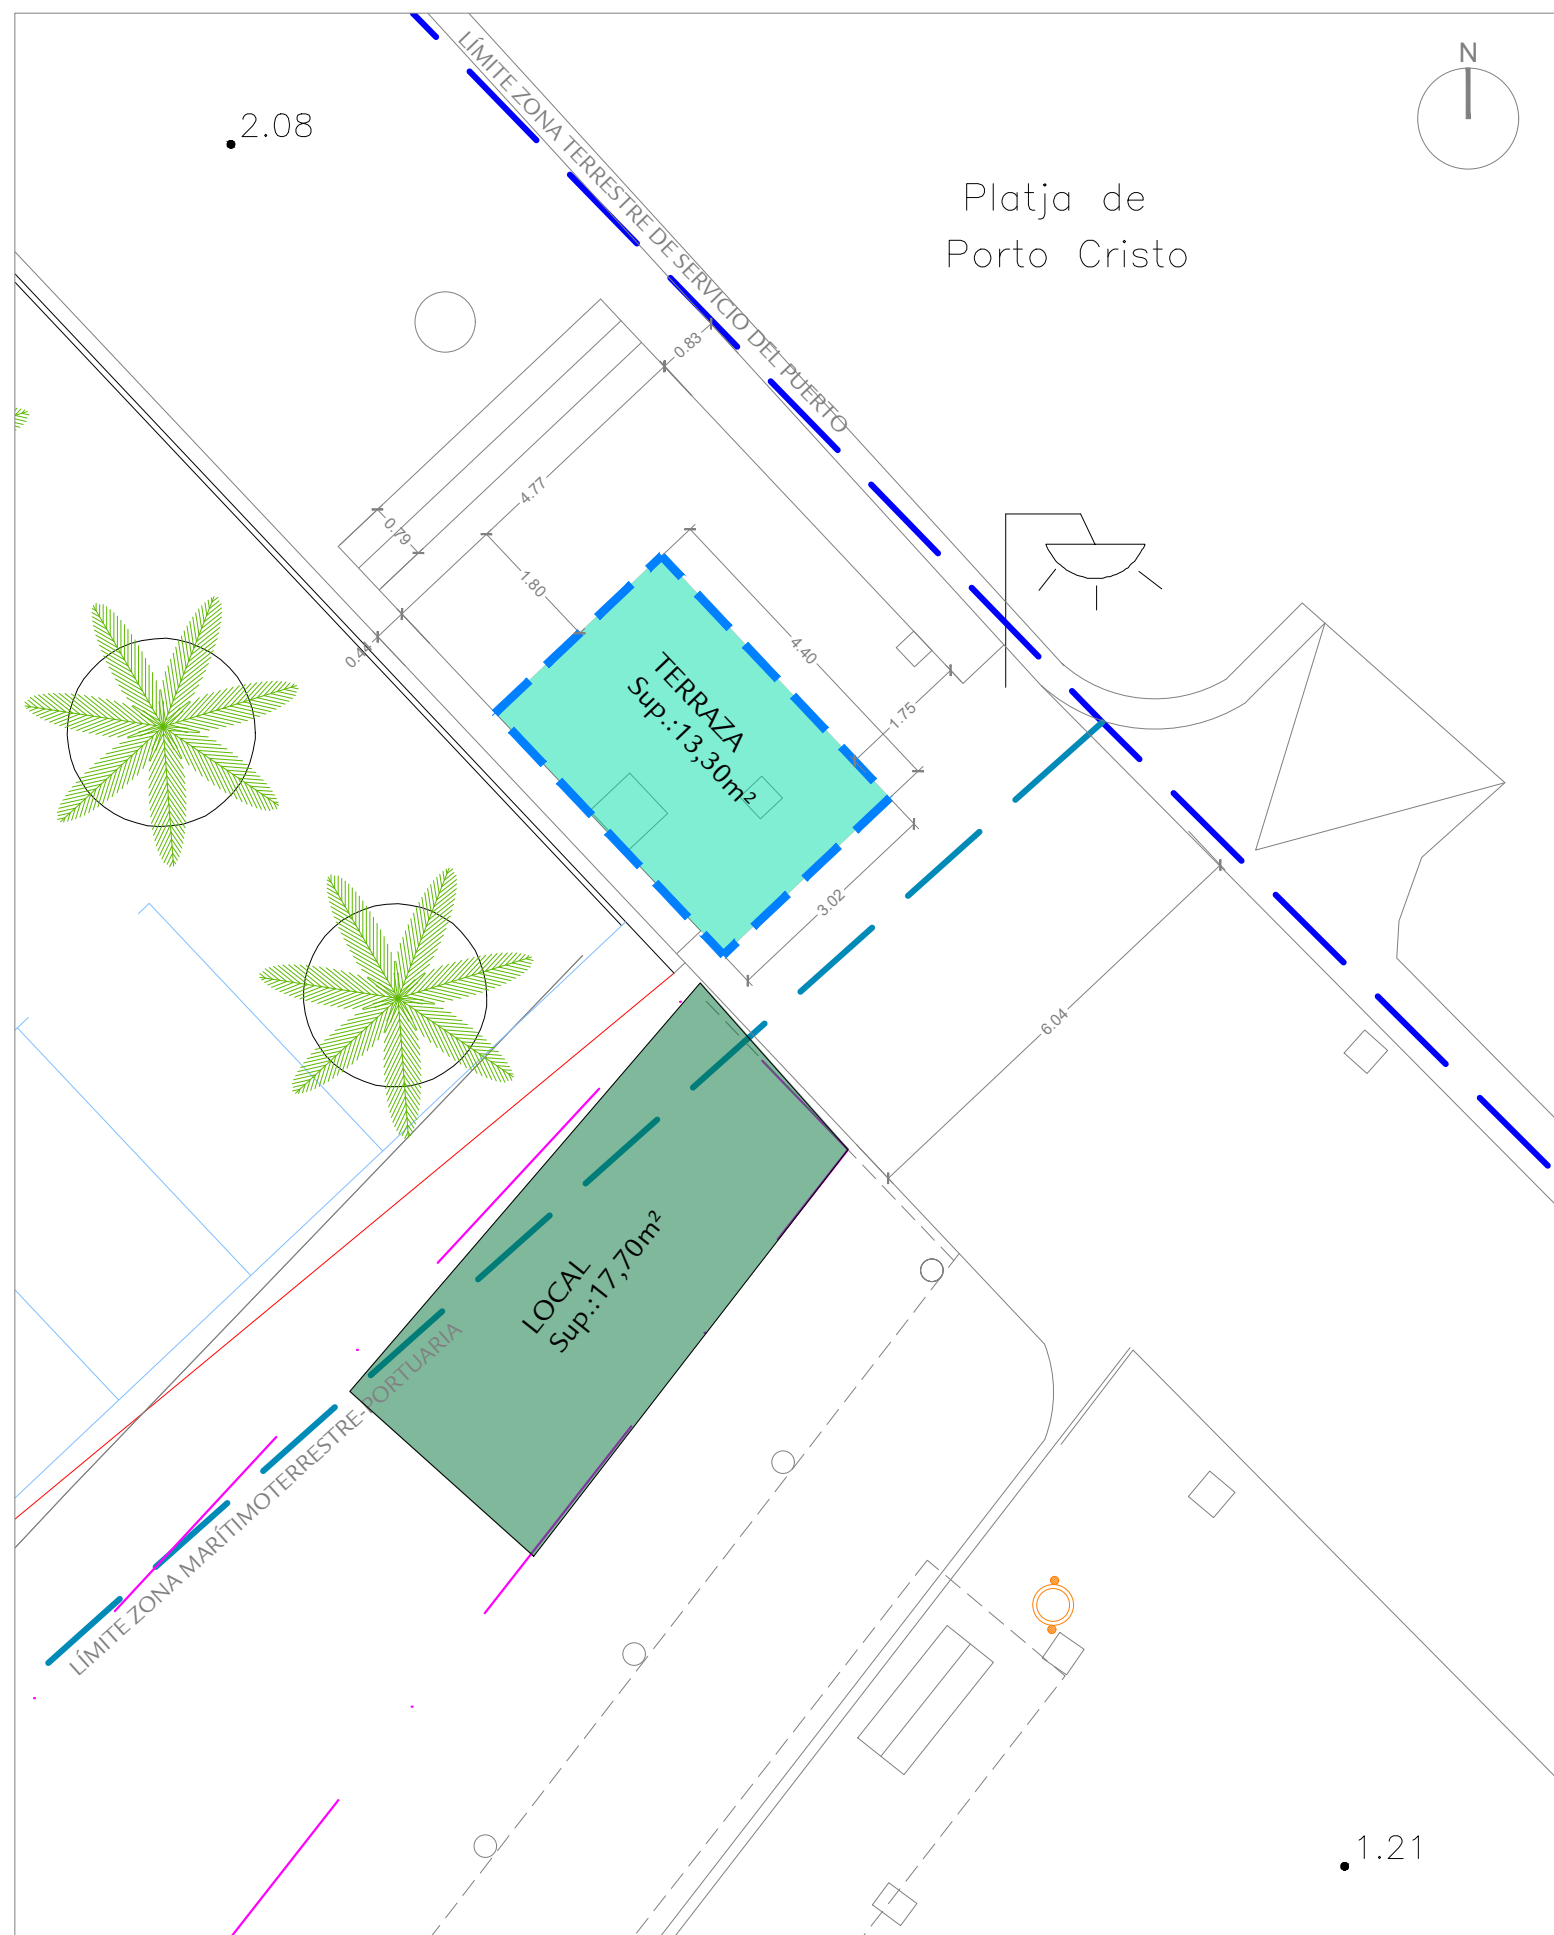 LÍMITE ZONA TERRESTRE DE SERVICIO DEL PUERTO
N
2.08
Platja de
Porto Cristo
0.83
4.77
0.79
1.80
0.44
4.40
TERRAZA
Sup.:13,30m²
1.75
3.02
6.04
LOCAL
Sup.:17,70m²
LÍMITE ZONA MARÍTIMOTERRESTRE-PORTUARIA
1.21